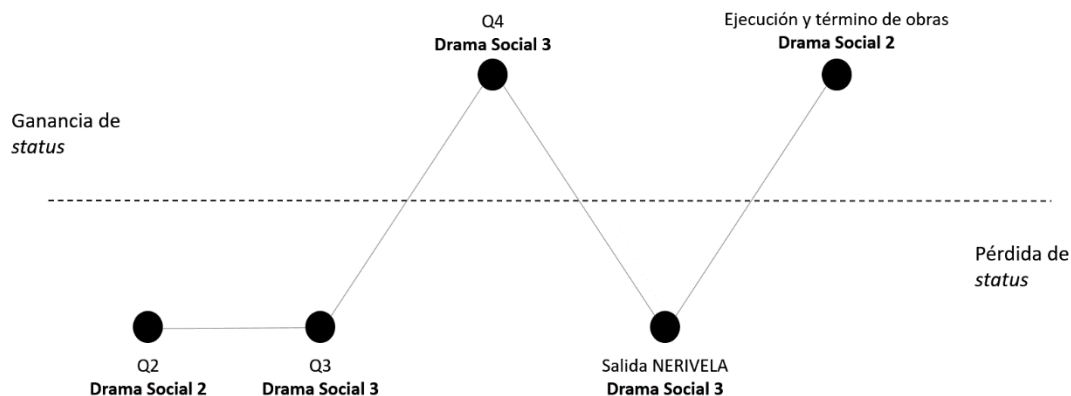 Q4
Drama Social 3
Ejecución y término de obras
Drama Social 2
Ganancia de
status
Pérdida de
status
Q2
Drama Social 2
Q3
Drama Social 3
Salida NERIVELA
Drama Social 3